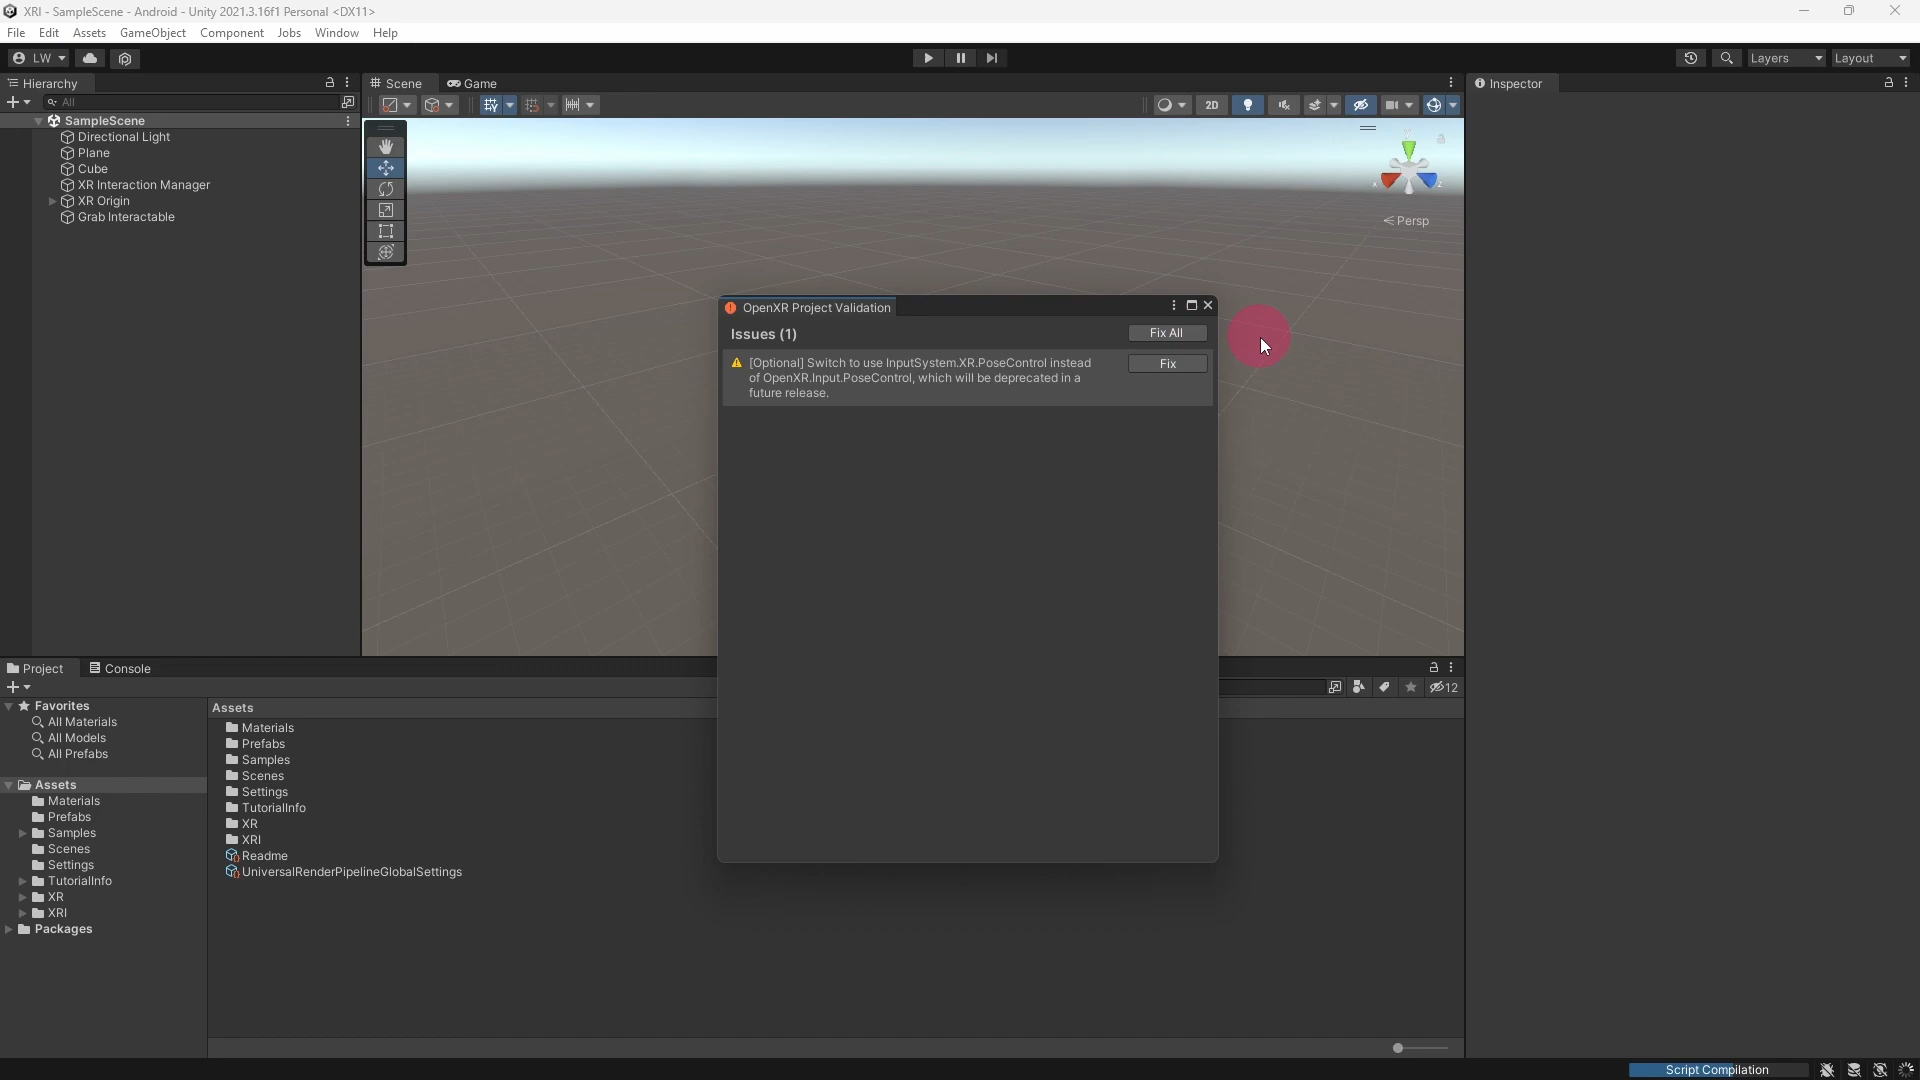 XRI - SampleScene - Android - Unity 2021.3.16f1 Personal <DX11>
File Edit Assets GameObject Component Jobs Window Help
LW
Layers
Layout
Hierarchy
All
SampleScene
Directional Light
Plane
Cube
XR Interaction Manager
XR Origin
Grab Interactable
Scene
Game
2D
y
x
z
Persp
Inspector
OpenXR Project Validation
Issues (1)
Fix All
[Optional] Switch to use InputSystem.XR.PoseControl instead
of OpenXR.Input.PoseControl, which will be deprecated in a
future release.
Fix
Project
Console
12
Favorites
All Materials
All Models
All Prefabs
Assets
Materials
Prefabs
Samples
Scenes
Settings
TutorialInfo
XR
XRI
Packages
Assets
Materials
Prefabs
Samples
Scenes
Settings
TutorialInfo
XR
XRI
Readme
UniversalRenderPipelineGlobalSettings
Script Compilation